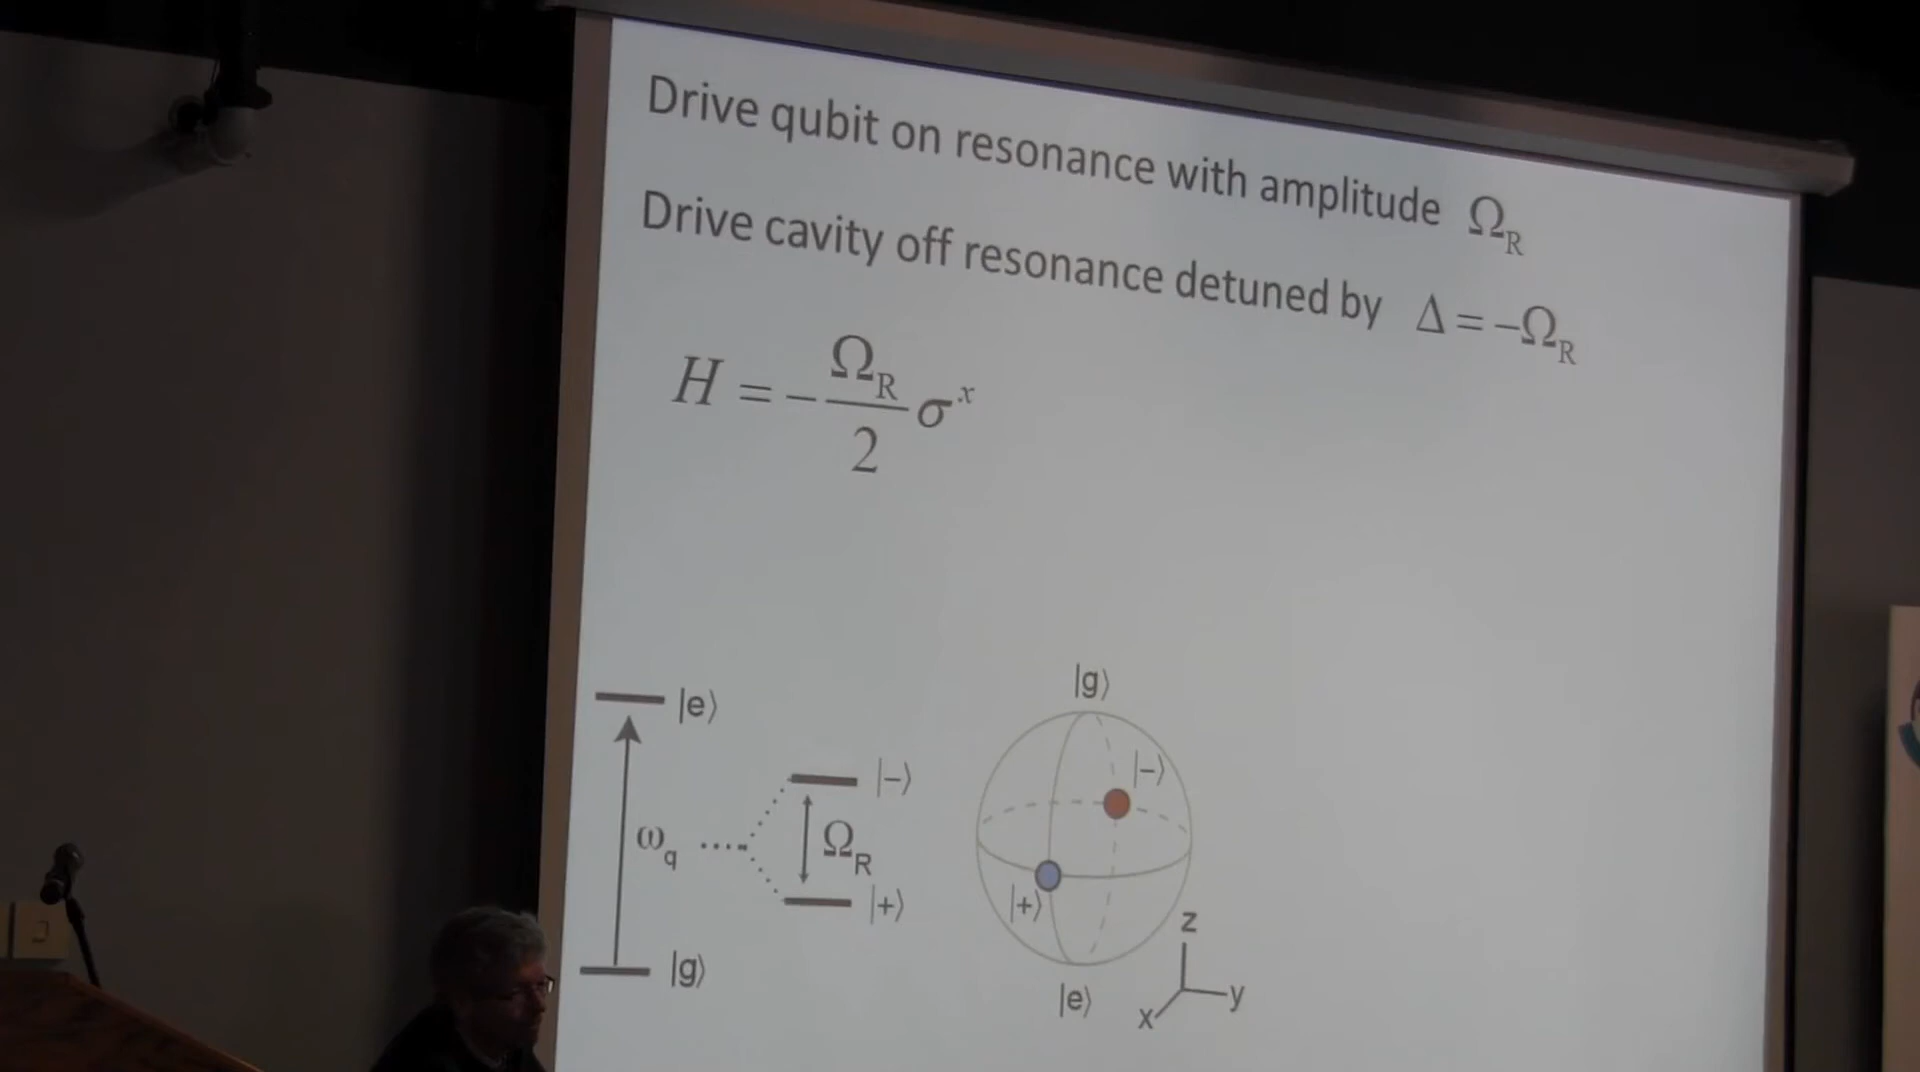 Drive qubit on resonance with amplitude Ω_R
Drive cavity off resonance detuned by Δ = −Ω_R
H = − Ω_R / 2 σ^x
|e⟩
|−⟩
ω_q
Ω_R
|+⟩
|g⟩
|g⟩
|−⟩
|+⟩
|e⟩
z
y
x